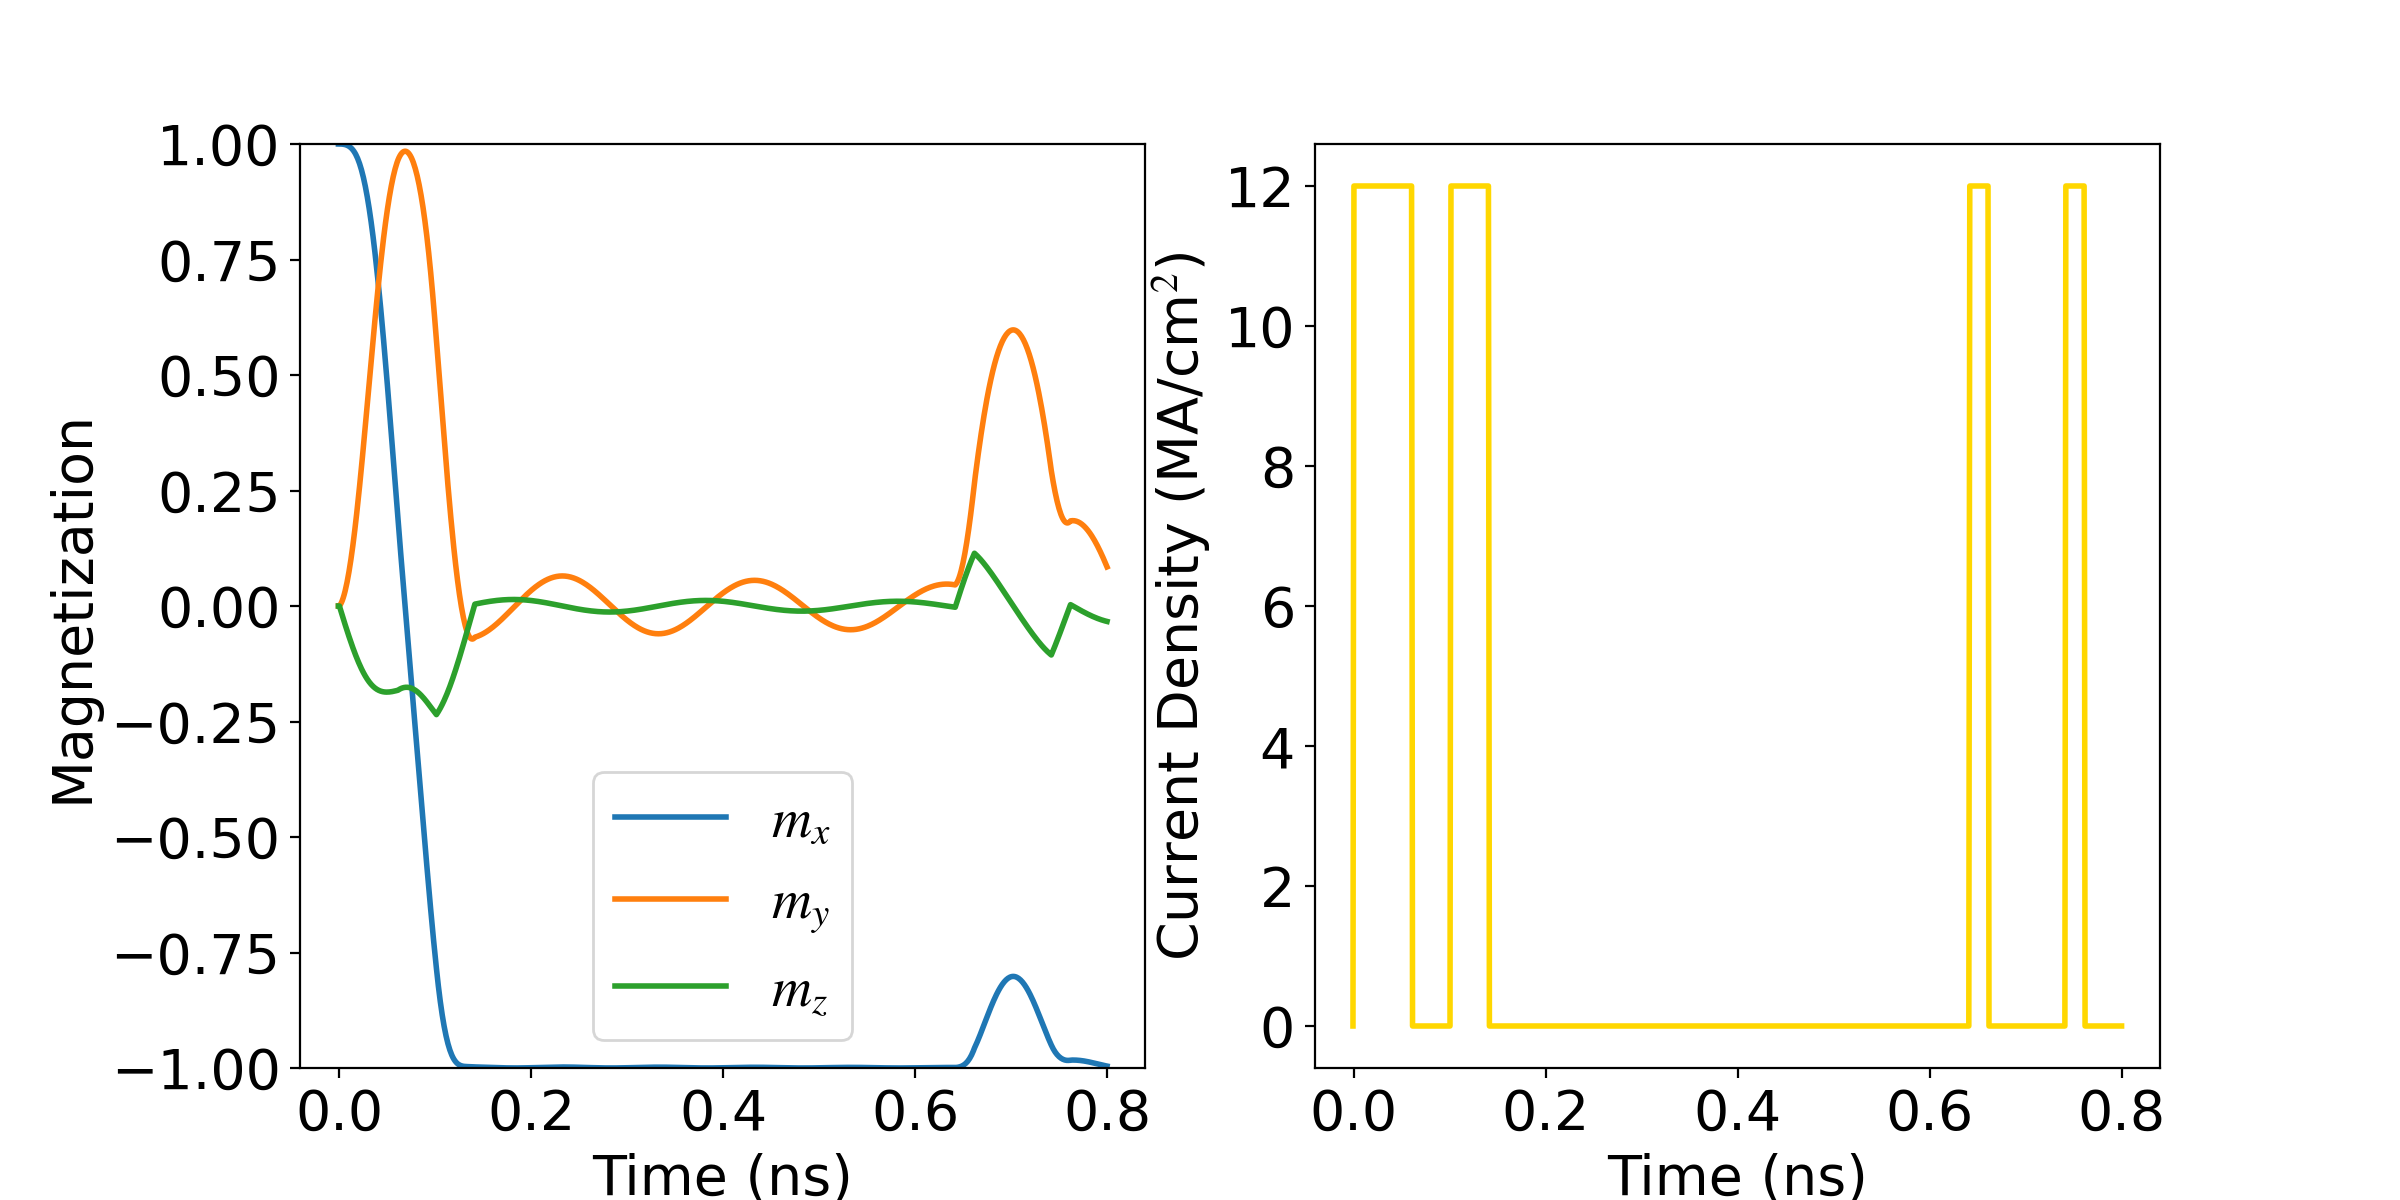 1.00
0.75
0.50
0.25
0.00
−0.25
−0.50
−0.75
−1.00
Magnetization
0.0 0.2 0.4 0.6 0.8
Time (ns)
m_x
m_y
m_z
12
10
8
6
4
2
0
Current Density (MA/cm²)
0.0 0.2 0.4 0.6 0.8
Time (ns)